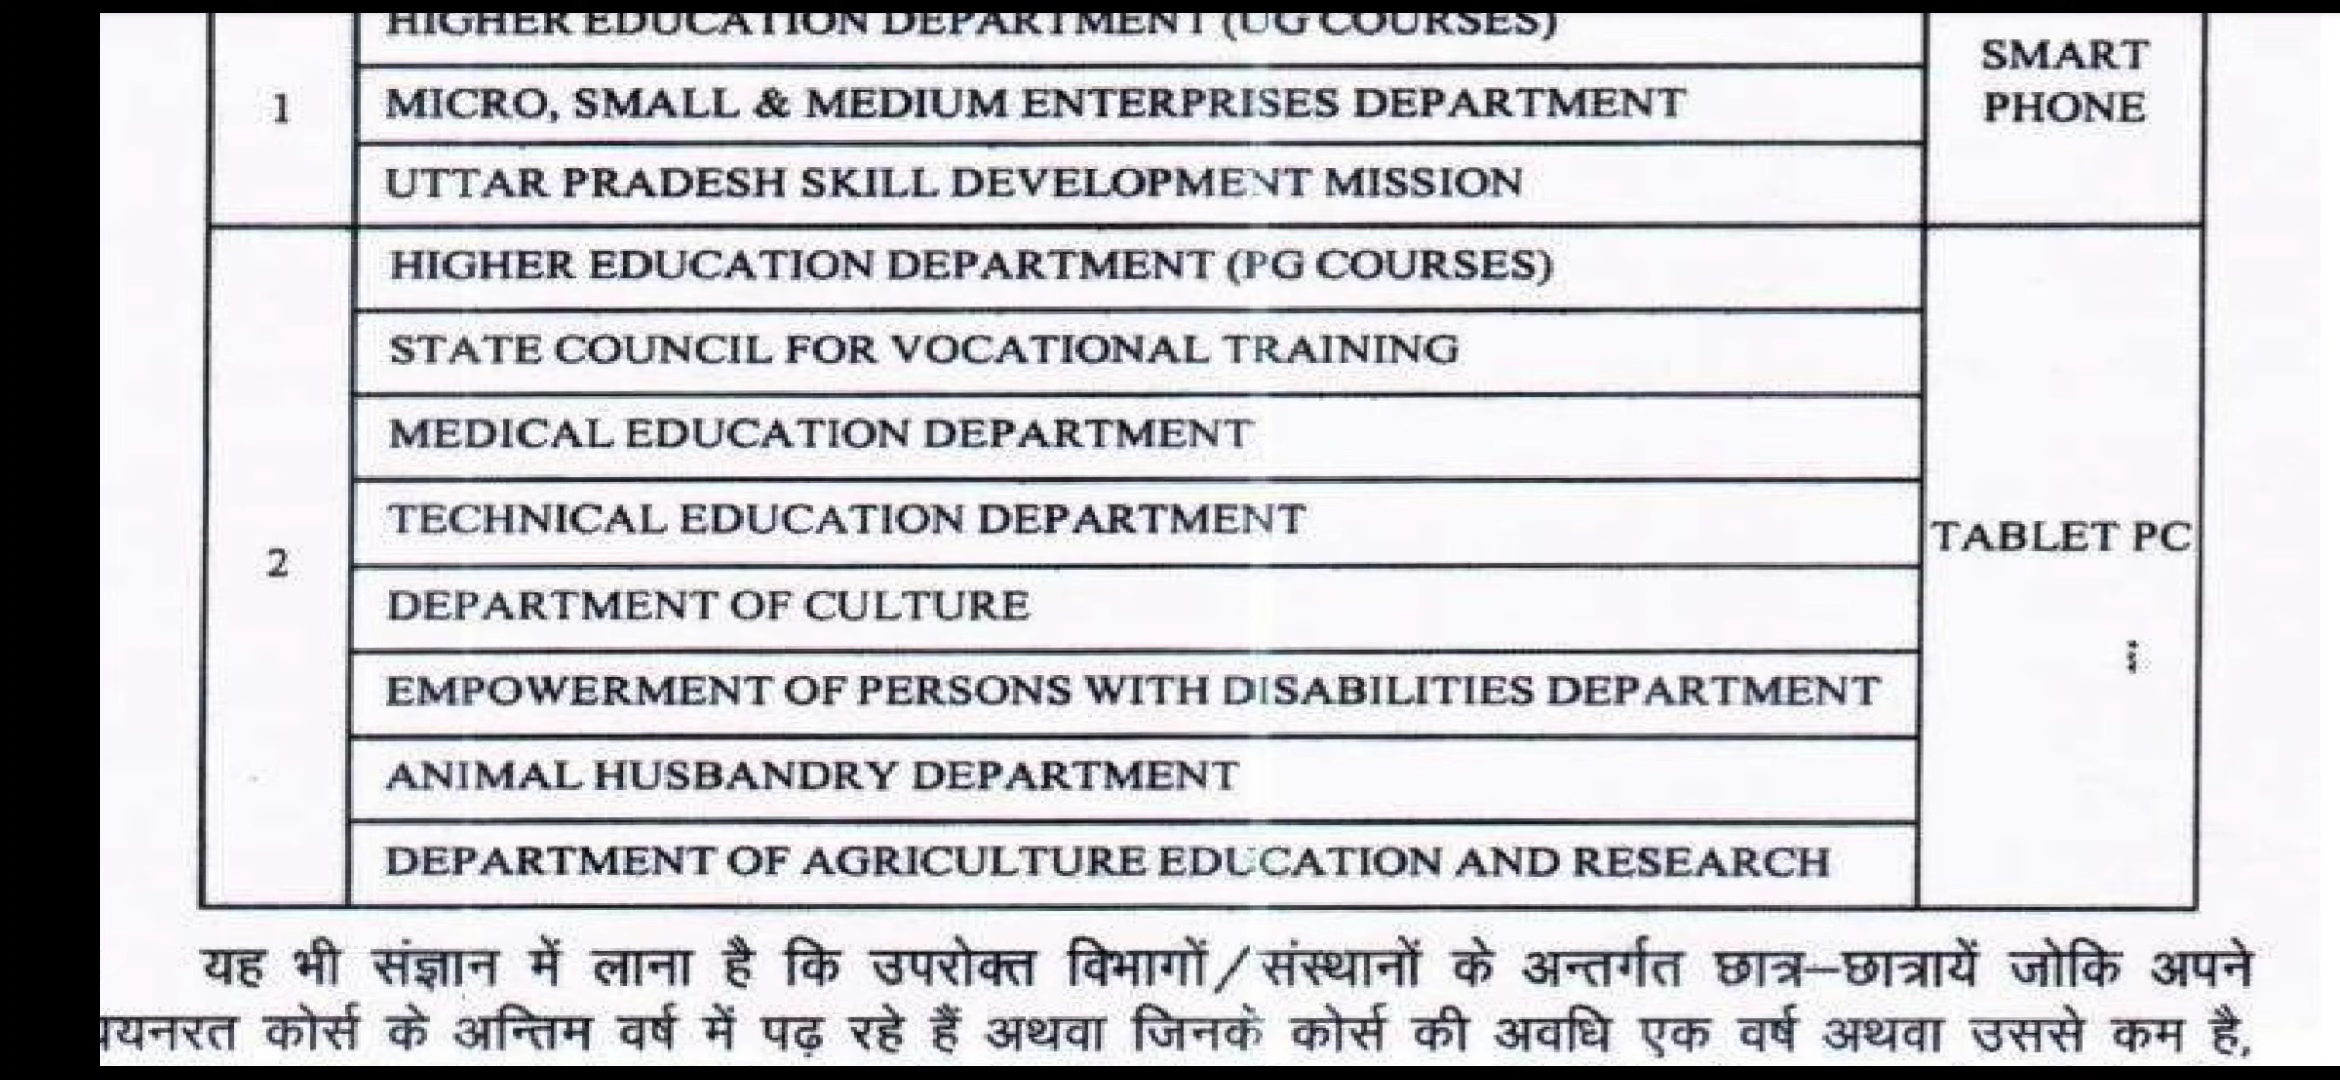 HIGHER EDUCATION DEPARTMENT (UG COURSES)
SMART
PHONE
1
MICRO, SMALL & MEDIUM ENTERPRISES DEPARTMENT
UTTAR PRADESH SKILL DEVELOPMENT MISSION
HIGHER EDUCATION DEPARTMENT (PG COURSES)
STATE COUNCIL FOR VOCATIONAL TRAINING
MEDICAL EDUCATION DEPARTMENT
TECHNICAL EDUCATION DEPARTMENT
2
TABLET PC
DEPARTMENT OF CULTURE
EMPOWERMENT OF PERSONS WITH DISABILITIES DEPARTMENT
ANIMAL HUSBANDRY DEPARTMENT
DEPARTMENT OF AGRICULTURE EDUCATION AND RESEARCH
यह भी संज्ञान में लाना है कि उपरोक्त विभागों/संस्थानों के अन्तर्गत छात्र–छात्रायें जोकि अपने
कोर्स के अन्तिम वर्ष में पढ़ रहे हैं अथवा जिनके कोर्स की अवधि एक वर्ष अथवा उससे कम है,